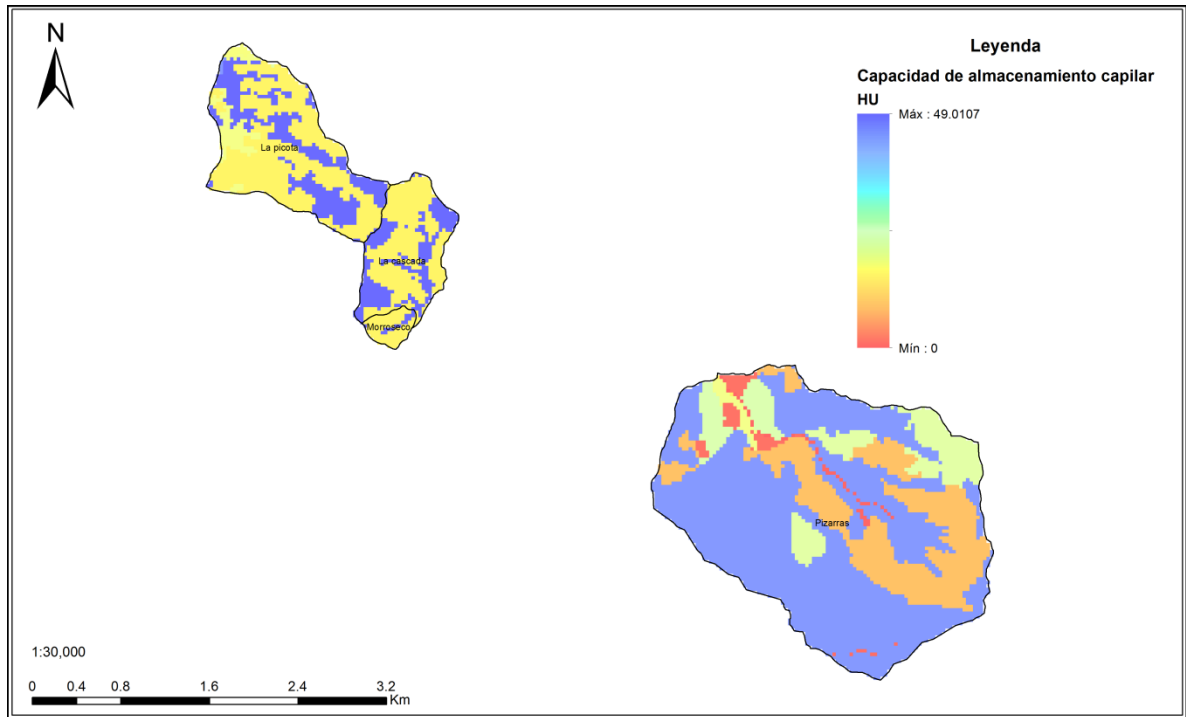 N
Leyenda
Capacidad de almacenamiento capilar
HU
Máx : 49.0107
Mín : 0
La picota
La cascada
Morroseco
Pizarras
1:30,000
0 0.4 0.8 1.6 2.4 3.2
Km